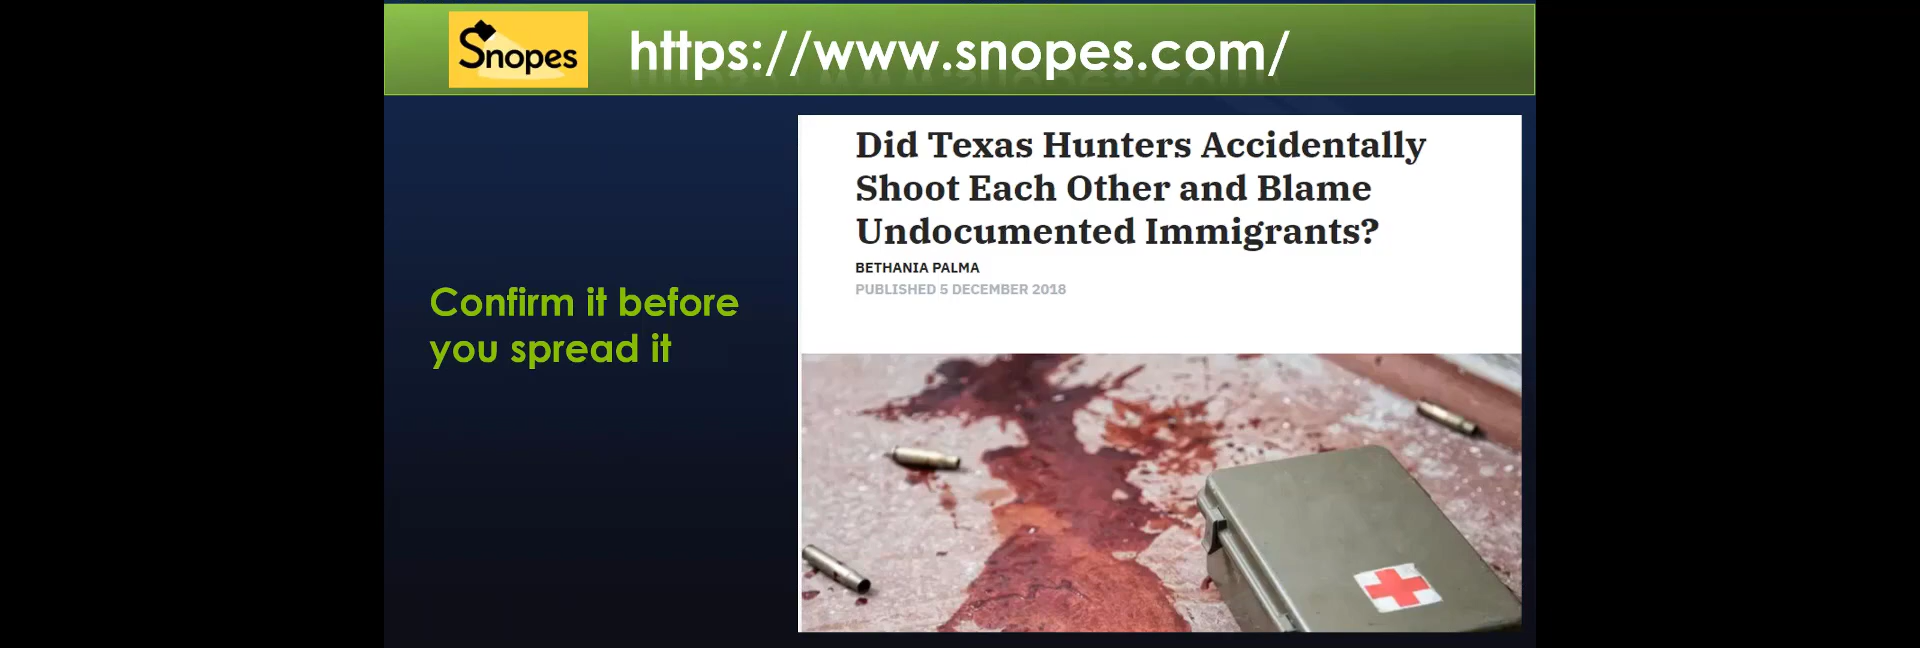 Snopes
https://www.snopes.com/
Did Texas Hunters Accidentally
Shoot Each Other and Blame
Undocumented Immigrants?
BETHANIA PALMA
PUBLISHED 5 DECEMBER 2018
Confirm it before
you spread it